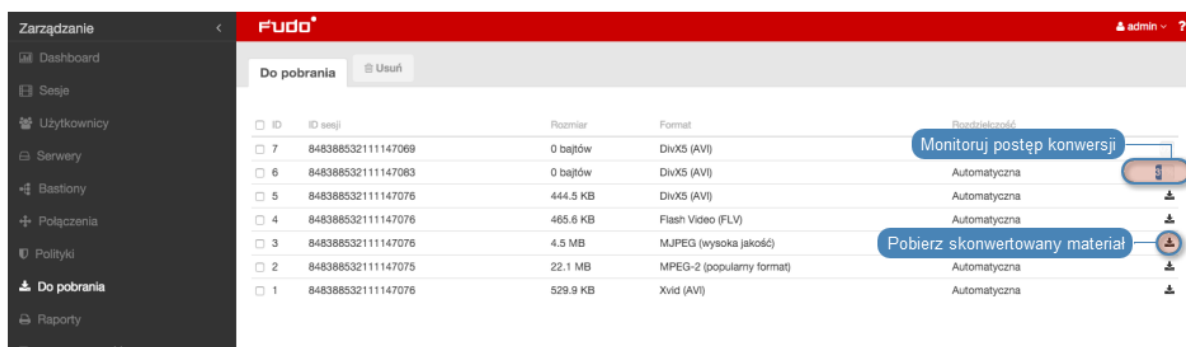 Zarządzanie
Fudo
admin ?
Dashboard
Do pobrania Usuń
Sesje
Użytkownicy
ID ID sesji Rozmiar Format Rozdzielczość
Monitoruj postęp konwersji
7 848388532111147069 0 bajtów DivX5 (AVI)
Serwery
6 848388532111147083 0 bajtów DivX5 (AVI) Automatyczna
Bastiony
5 848388532111147076 444.5 KB DivX5 (AVI) Automatyczna
Połączenia
4 848388532111147076 465.6 KB Flash Video (FLV) Automatyczna
3 848388532111147076 4.5 MB MJPEG (wysoka jakość) Pobierz skonwertowany materiał
Polityki
2 848388532111147075 22.1 MB MPEG-2 (popularny format) Automatyczna
Do pobrania
1 848388532111147076 529.9 KB Xvid (AVI) Automatyczna
Raporty